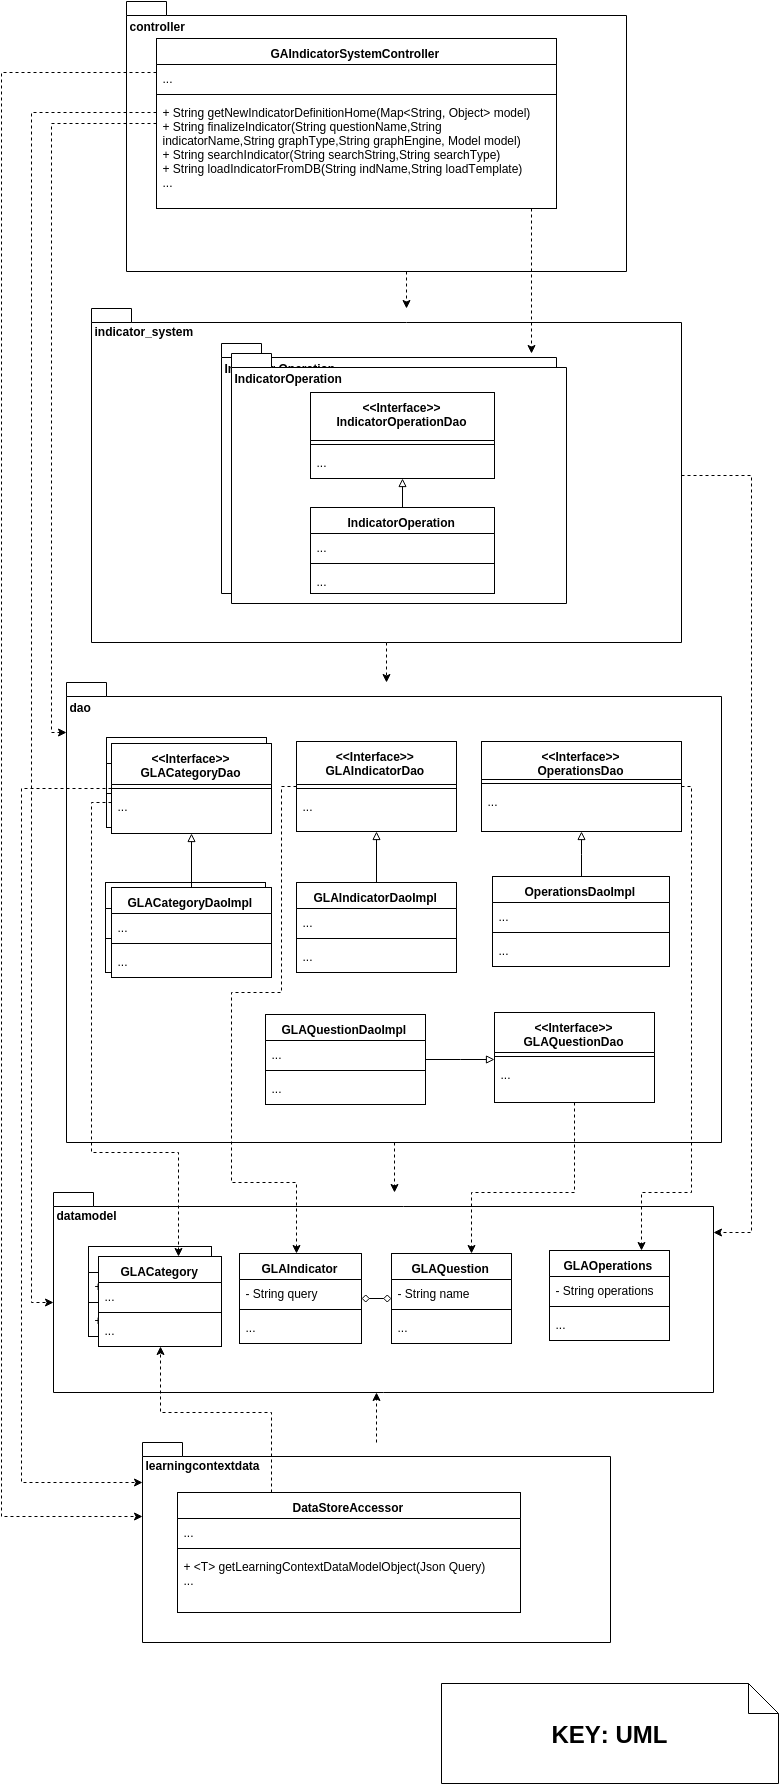 controller
GAIndicatorSystemController
...
+ String getNewIndicatorDefinitionHome(Map<String, Object> model)
+ String finalizeIndicator(String questionName,String
indicatorName,String graphType,String graphEngine, Model model)
+ String searchIndicator(String searchString,String searchType)
+ String loadIndicatorFromDB(String indName,String loadTemplate)
...
indicator_system
IndicatorOperation
<<Interface>>
IndicatorOperationDao
...
IndicatorOperation
...
...
dao
<<Interface>>
GLACategoryDao
...
<<Interface>>
GLAIndicatorDao
...
<<Interface>>
OperationsDao
...
GLACategoryDaoImpl
...
...
GLAIndicatorDaoImpl
...
...
OperationsDaoImpl
...
...
GLAQuestionDaoImpl
...
...
<<Interface>>
GLAQuestionDao
...
datamodel
GLACategory
...
...
GLAIndicator
- String query
...
GLAQuestion
- String name
...
GLAOperations
- String operations
...
learningcontextdata
DataStoreAccessor
...
+ <T> getLearningContextDataModelObject(Json Query)
...
KEY: UML